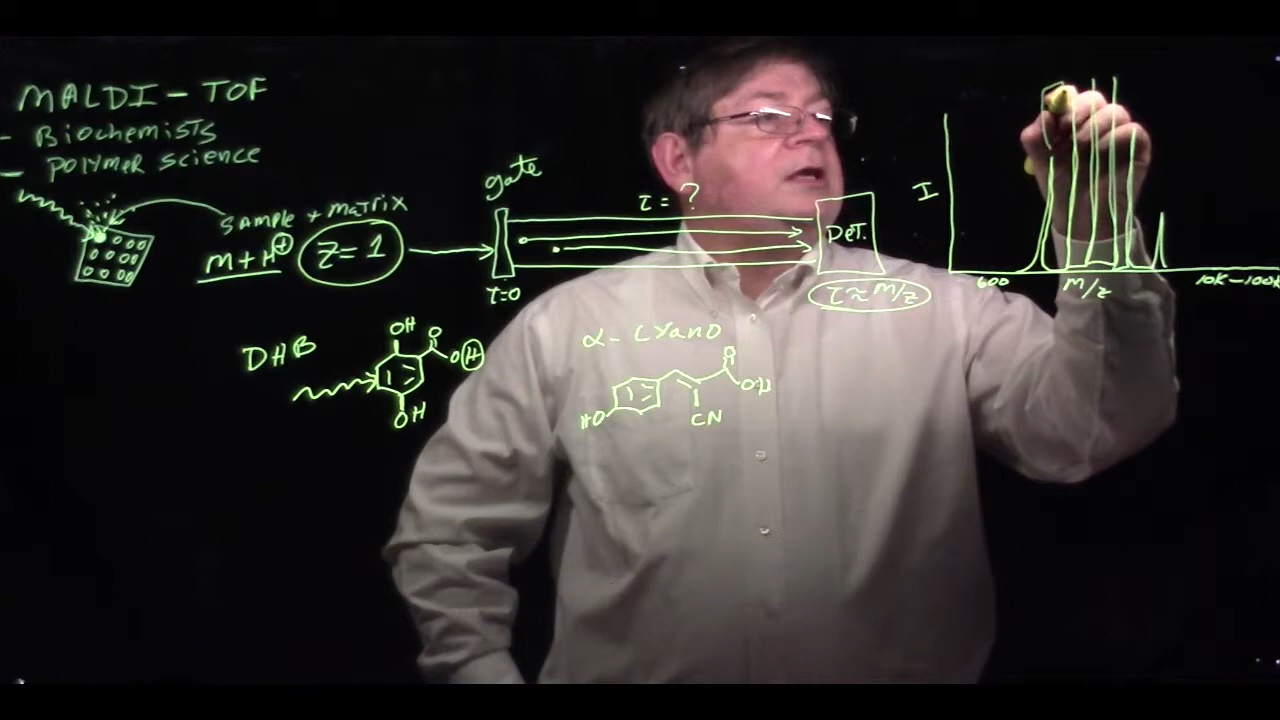 MALDI - TOF
- Biochemists
- Polymer science
sample + matrix
m + H⊕ z=1
gate
τ=0
τ = ?
DET.
τ ≈ m/z
I
600 m/z 10K-100K
DHB
OH
O
OH
OH
α - cyano
O
OH
HO
CN